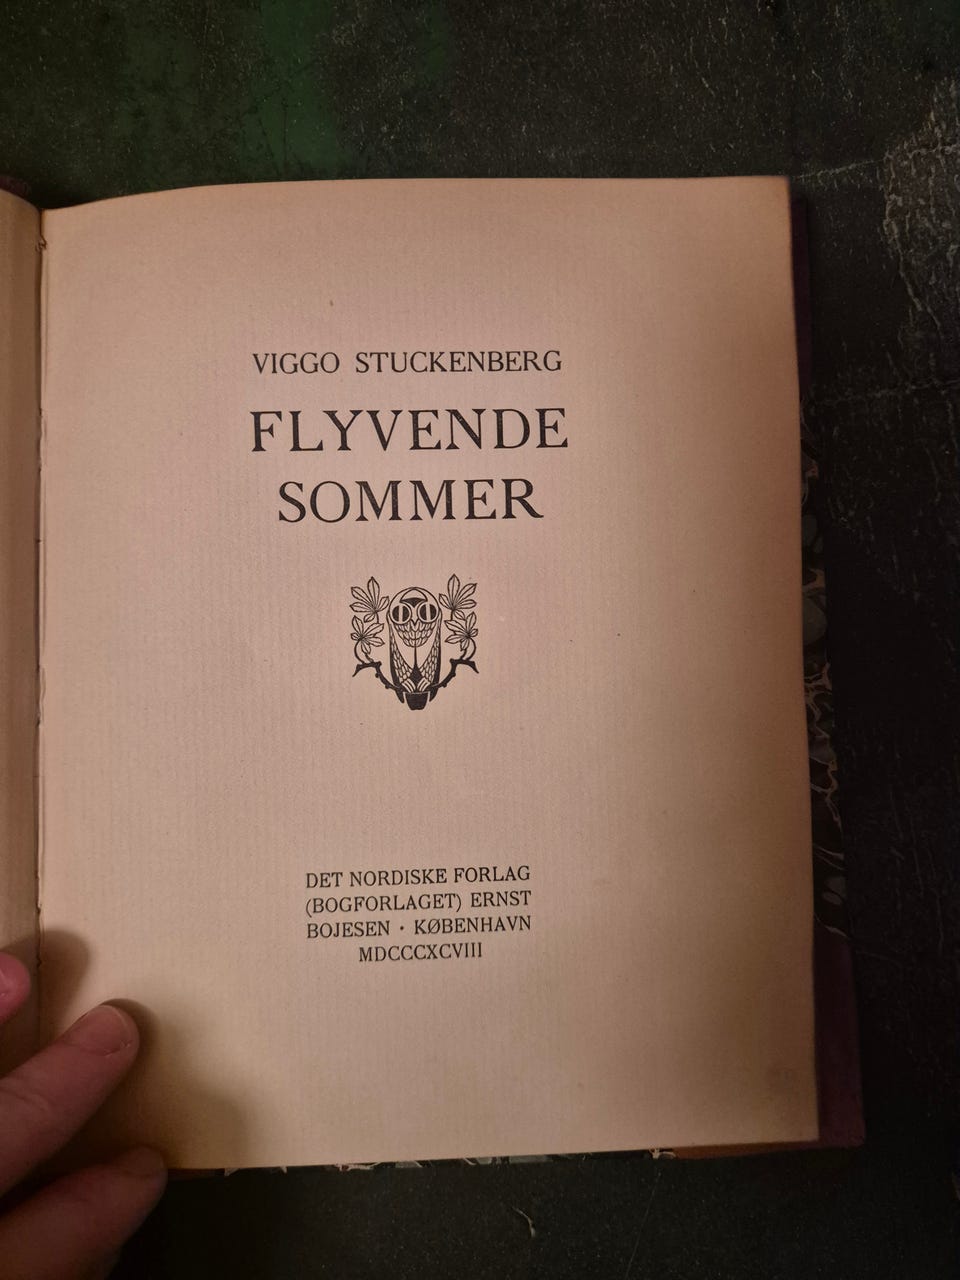 VIGGO STUCKENBERG
FLYVENDE
SOMMER
DET NORDISKE FORLAG
(BOGFORLAGET) ERNST
BOJESEN · KØBENHAVN
MDCCCXCVIII